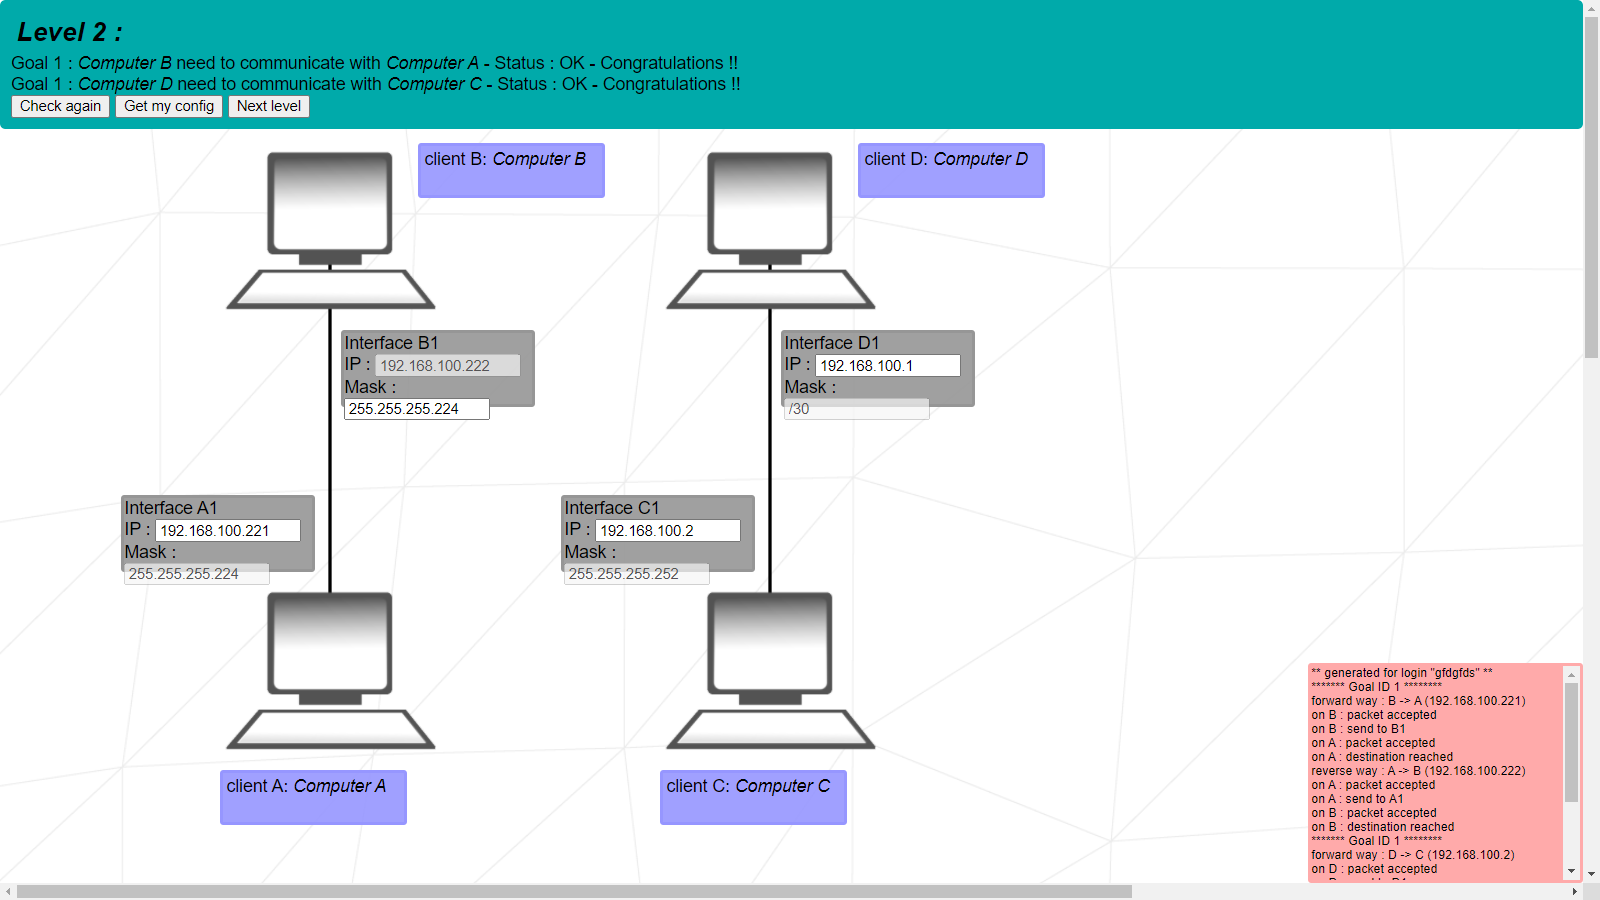 Level 2 :
Goal 1 : Computer B need to communicate with Computer A - Status : OK - Congratulations !!
Goal 1 : Computer D need to communicate with Computer C - Status : OK - Congratulations !!
Check again Get my config Next level
client B: Computer B
client D: Computer D
Interface B1
IP : 192.168.100.222
Mask :
255.255.255.224
Interface D1
IP : 192.168.100.1
Mask :
/30
Interface A1
IP : 192.168.100.221
Mask :
255.255.255.224
Interface C1
IP : 192.168.100.2
Mask :
255.255.255.252
client A: Computer A
client C: Computer C
** generated for login "gfdgfds" **
******* Goal ID 1 ********
forward way : B -> A (192.168.100.221)
on B : packet accepted
on B : send to B1
on A : packet accepted
on A : destination reached
reverse way : A -> B (192.168.100.222)
on A : packet accepted
on A : send to A1
on B : packet accepted
on B : destination reached
******* Goal ID 1 ********
forward way : D -> C (192.168.100.2)
on D : packet accepted